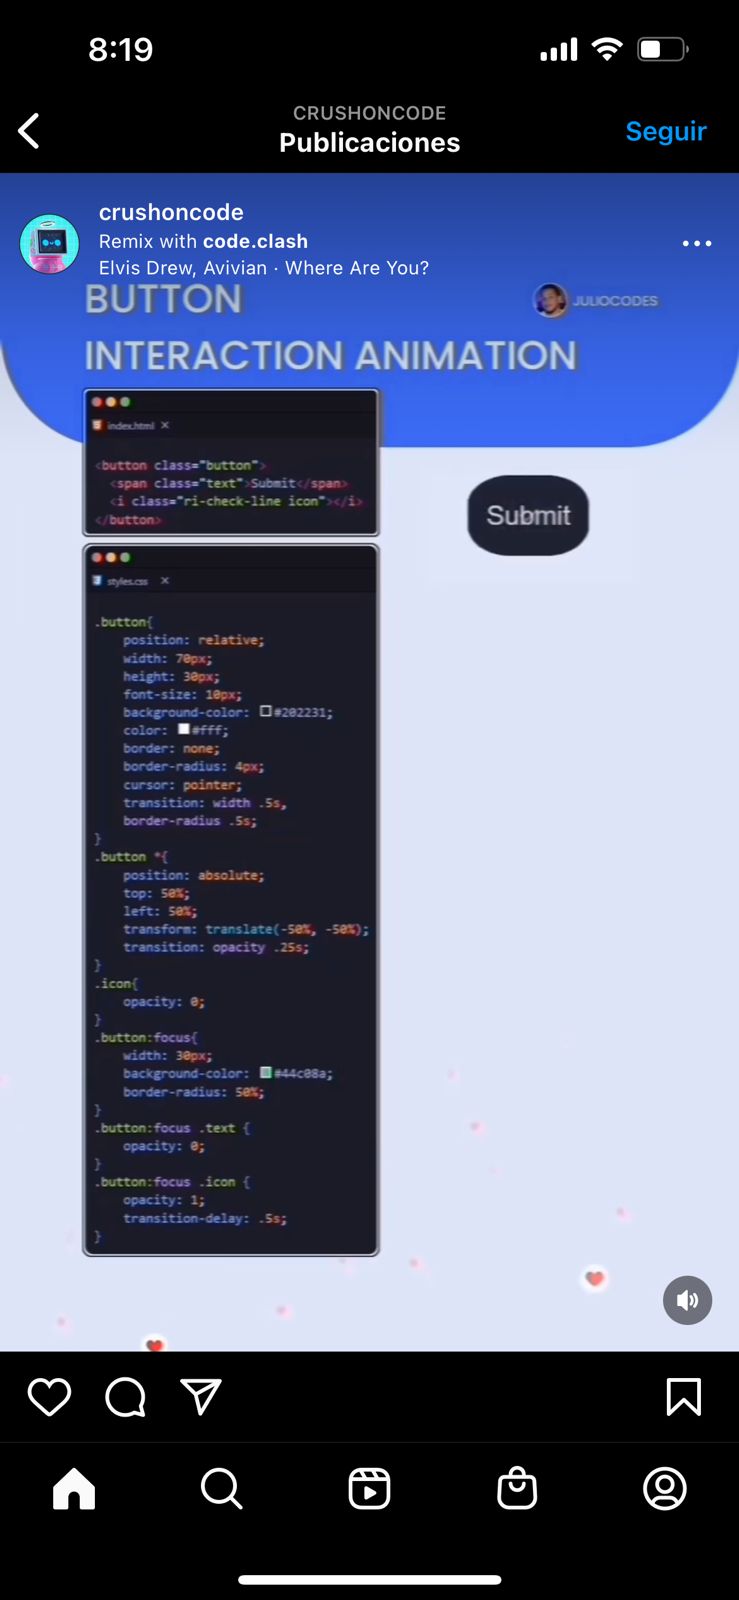 8:19
CRUSHONCODE
Publicaciones
Seguir
crushoncode
Remix with code.clash
Elvis Drew, Avivian · Where Are You?
BUTTON
JULIOCODES
INTERACTION ANIMATION
index.html
<button class="button">
<span class="text">Submit</span>
<i class="ri-check-line icon"></i>
</button>
Submit
styles.css
.button{
position: relative;
width: 70px;
height: 30px;
font-size: 10px;
background-color: #202231;
color: #fff;
border: none;
border-radius: 4px;
cursor: pointer;
transition: width .5s,
border-radius .5s;
}
.button *{
position: absolute;
top: 50%;
left: 50%;
transform: translate(-50%, -50%);
transition: opacity .25s;
}
.icon{
opacity: 0;
}
.button:focus{
width: 30px;
background-color: #44c08a;
border-radius: 50%;
}
.button:focus .text {
opacity: 0;
}
.button:focus .icon {
opacity: 1;
transition-delay: .5s;
}